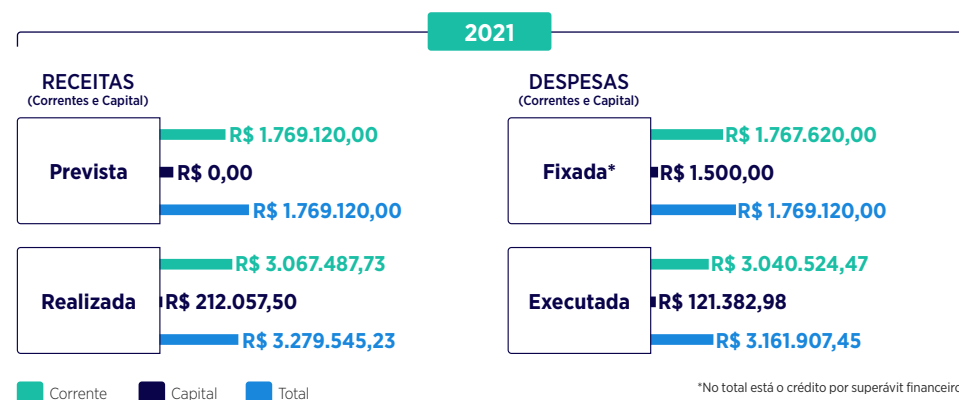 2021
RECEITAS
(Correntes e Capital)
Prevista
R$ 1.769.120,00
R$ 0,00
R$ 1.769.120,00
Realizada
R$ 3.067.487,73
R$ 212.057,50
R$ 3.279.545,23
DESPESAS
(Correntes e Capital)
Fixada*
R$ 1.767.620,00
R$ 1.500,00
R$ 1.769.120,00
Executada
R$ 3.040.524,47
R$ 121.382,98
R$ 3.161.907,45
Corrente
Capital
Total
*No total está o crédito por superávit financeiro